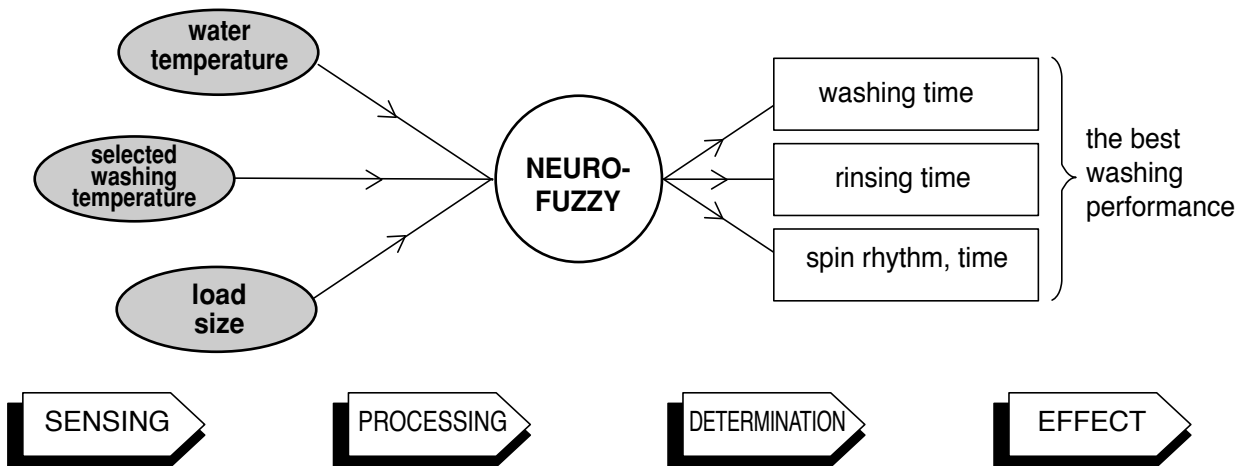 water
temperature
selected
washing
temperature
load
size
NEURO-
FUZZY
washing time
rinsing time
spin rhythm, time
the best
washing
performance
SENSING
PROCESSING
DETERMINATION
EFFECT